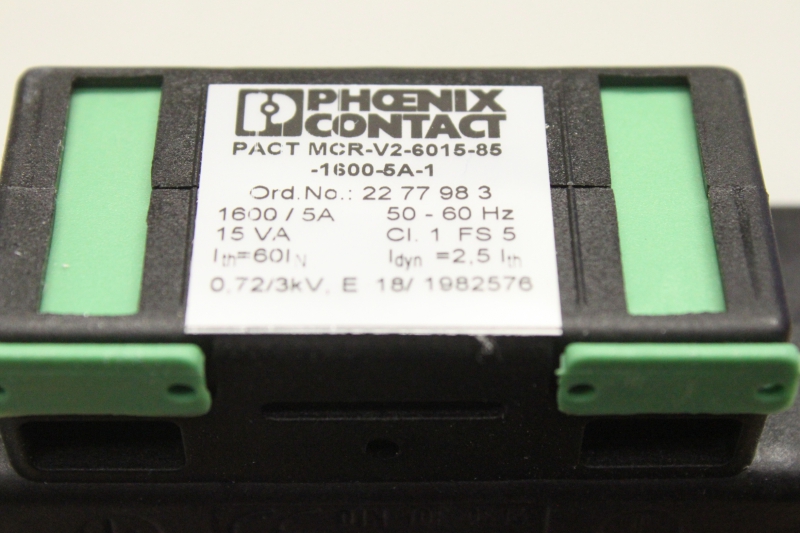 PHŒNIX
CONTACT
PACT MCR-V2-6015-85
-1600-5A-1
Ord.No.: 22 77 98 3
1600 / 5A 50 - 60 Hz
15 VA Cl. 1 FS 5
Ith=60IN Idyn =2,5 Ith
0,72/3kV, E 18/ 1982576